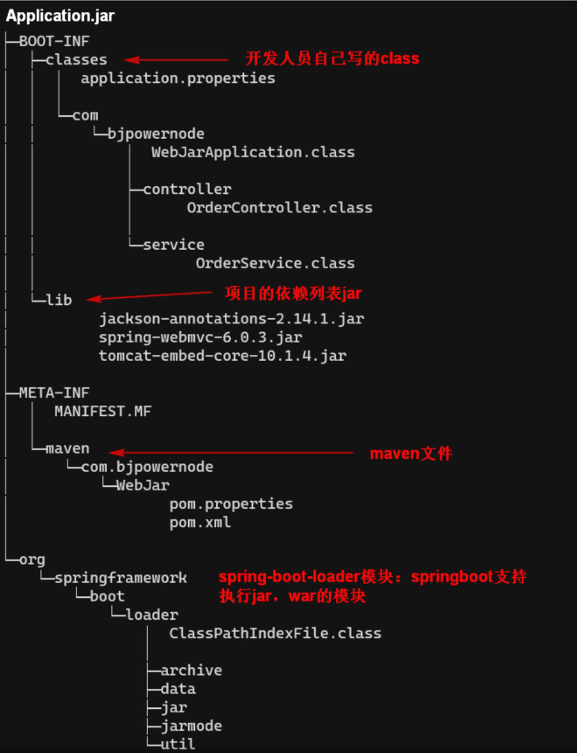 Application.jar
BOOT-INF
classes 开发人员自己写的class
application.properties
com
bjpowernode
WebJarApplication.class
controller
OrderController.class
service
OrderService.class
lib 项目的依赖列表jar
jackson-annotations-2.14.1.jar
spring-webmvc-6.0.3.jar
tomcat-embed-core-10.1.4.jar
META-INF
MANIFEST.MF
maven maven文件
com.bjpowernode
WebJar
pom.properties
pom.xml
org
springframework spring-boot-loader模块：springboot支持
boot 执行jar，war的模块
loader
ClassPathIndexFile.class
archive
data
jar
jarmode
util